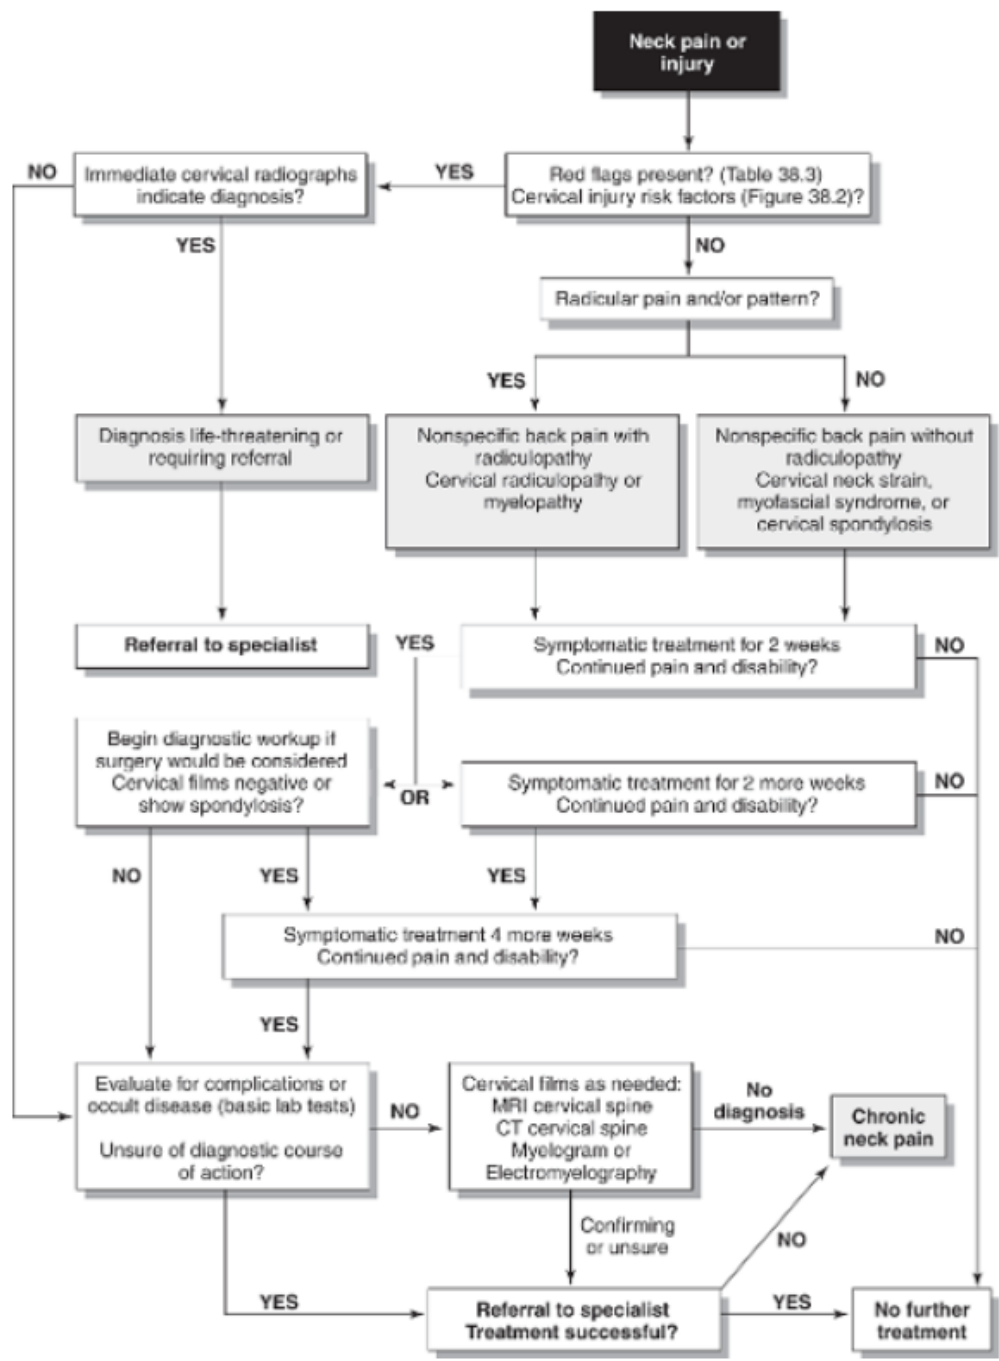 Neck pain or
injury
NO
Immediate cervical radiographs
indicate diagnosis?
YES
Red flags present? (Table 38.3)
Cervical injury risk factors (Figure 38.2)?
YES
NO
Radicular pain and/or pattern?
YES
NO
Diagnosis life-threatening or
requiring referral
Nonspecific back pain with
radiculopathy
Cervical radiculopathy or
myelopathy
Nonspecific back pain without
radiculopathy
Cervical neck strain,
myofascial syndrome, or
cervical spondylosis
Referral to specialist
YES
Symptomatic treatment for 2 weeks
Continued pain and disability?
NO
Begin diagnostic workup if
surgery would be considered
Cervical films negative or
show spondylosis?
OR
Symptomatic treatment for 2 more weeks
Continued pain and disability?
NO
NO
YES
YES
Symptomatic treatment 4 more weeks
Continued pain and disability?
NO
YES
Evaluate for complications or
occult disease (basic lab tests)
Unsure of diagnostic course
of action?
NO
Cervical films as needed:
MRI cervical spine
CT cervical spine
Myelogram or
Electromyelography
No
diagnosis
Chronic
neck pain
Confirming
or unsure
NO
YES
Referral to specialist
Treatment successful?
YES
No further
treatment